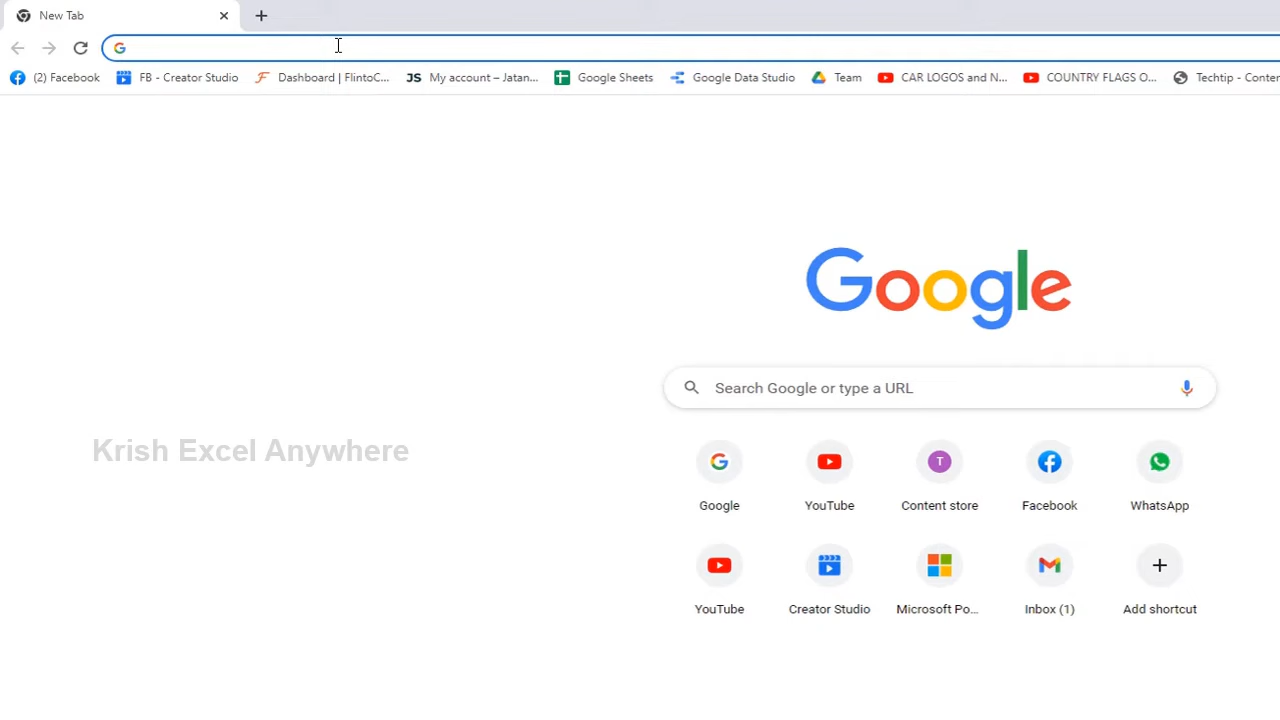 New Tab
(2) Facebook FB - Creator Studio Dashboard | FlintoC... JS My account – Jatan... Google Sheets Google Data Studio Team CAR LOGOS and N... COUNTRY FLAGS O... Techtip - Conter
Google
Search Google or type a URL
Krish Excel Anywhere
T
Google YouTube Content store Facebook WhatsApp
YouTube Creator Studio Microsoft Po... Inbox (1) Add shortcut